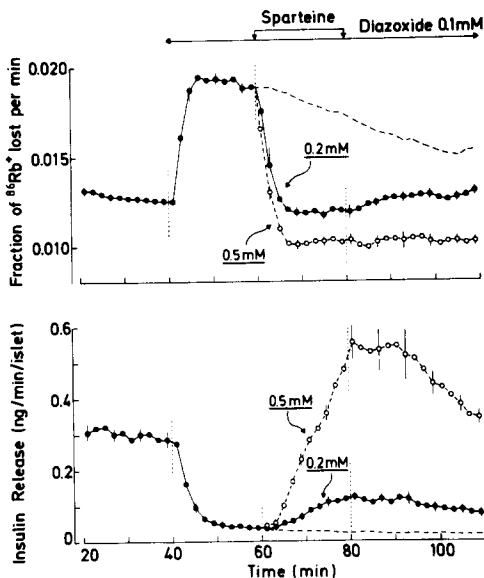 Sparteine
Diazoxide 0.1mM
Fraction of ⁸⁶Rb⁺ lost per min
0.020
0.015
0.010
0.2mM
0.5mM
Insulin Release (ng/min/islet)
0.6
0.4
0.2
0
0.5mM
0.2mM
20 40 60 80 100
Time (min)